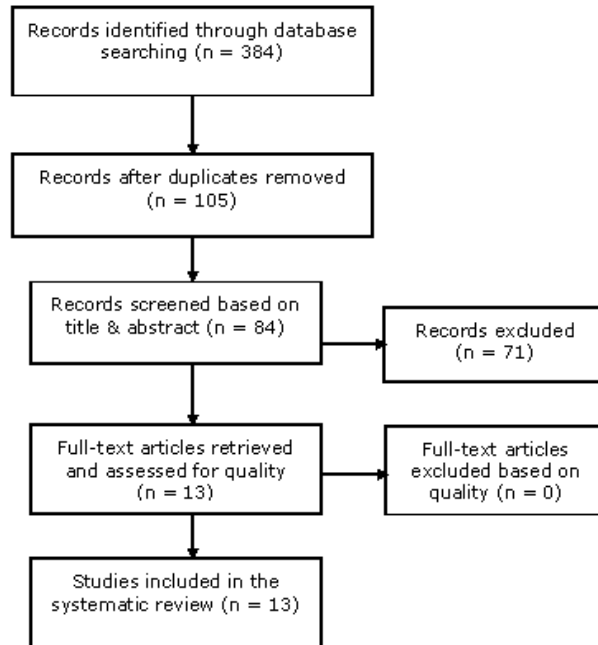 Records identified through database
searching (n = 384)
Records after duplicates removed
(n = 105)
Records screened based on
title & abstract (n = 84)
Records excluded
(n = 71)
Full-text articles retrieved
and assessed for quality
(n = 13)
Full-text articles
excluded based on
quality (n = 0)
Studies included in the
systematic review (n = 13)